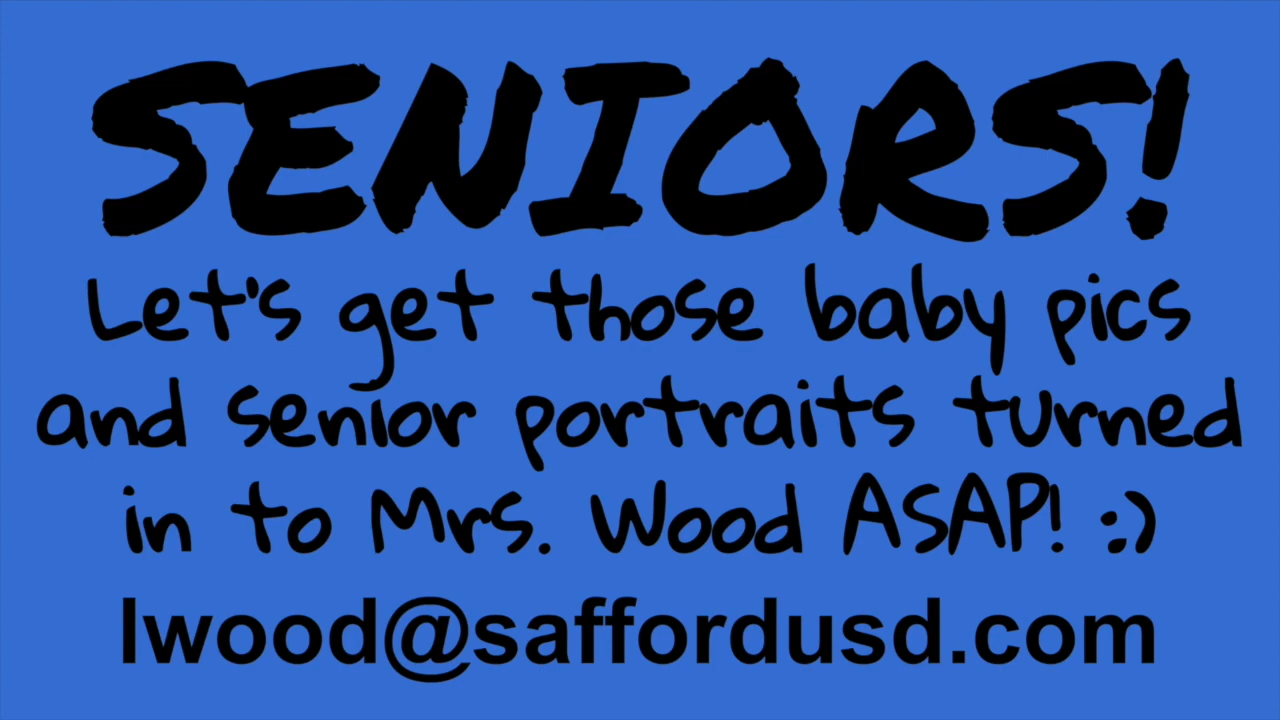 SENIORS!
Let's get those baby pics
and senior portraits turned
in to Mrs. Wood ASAP! :)
lwood@saffordusd.com